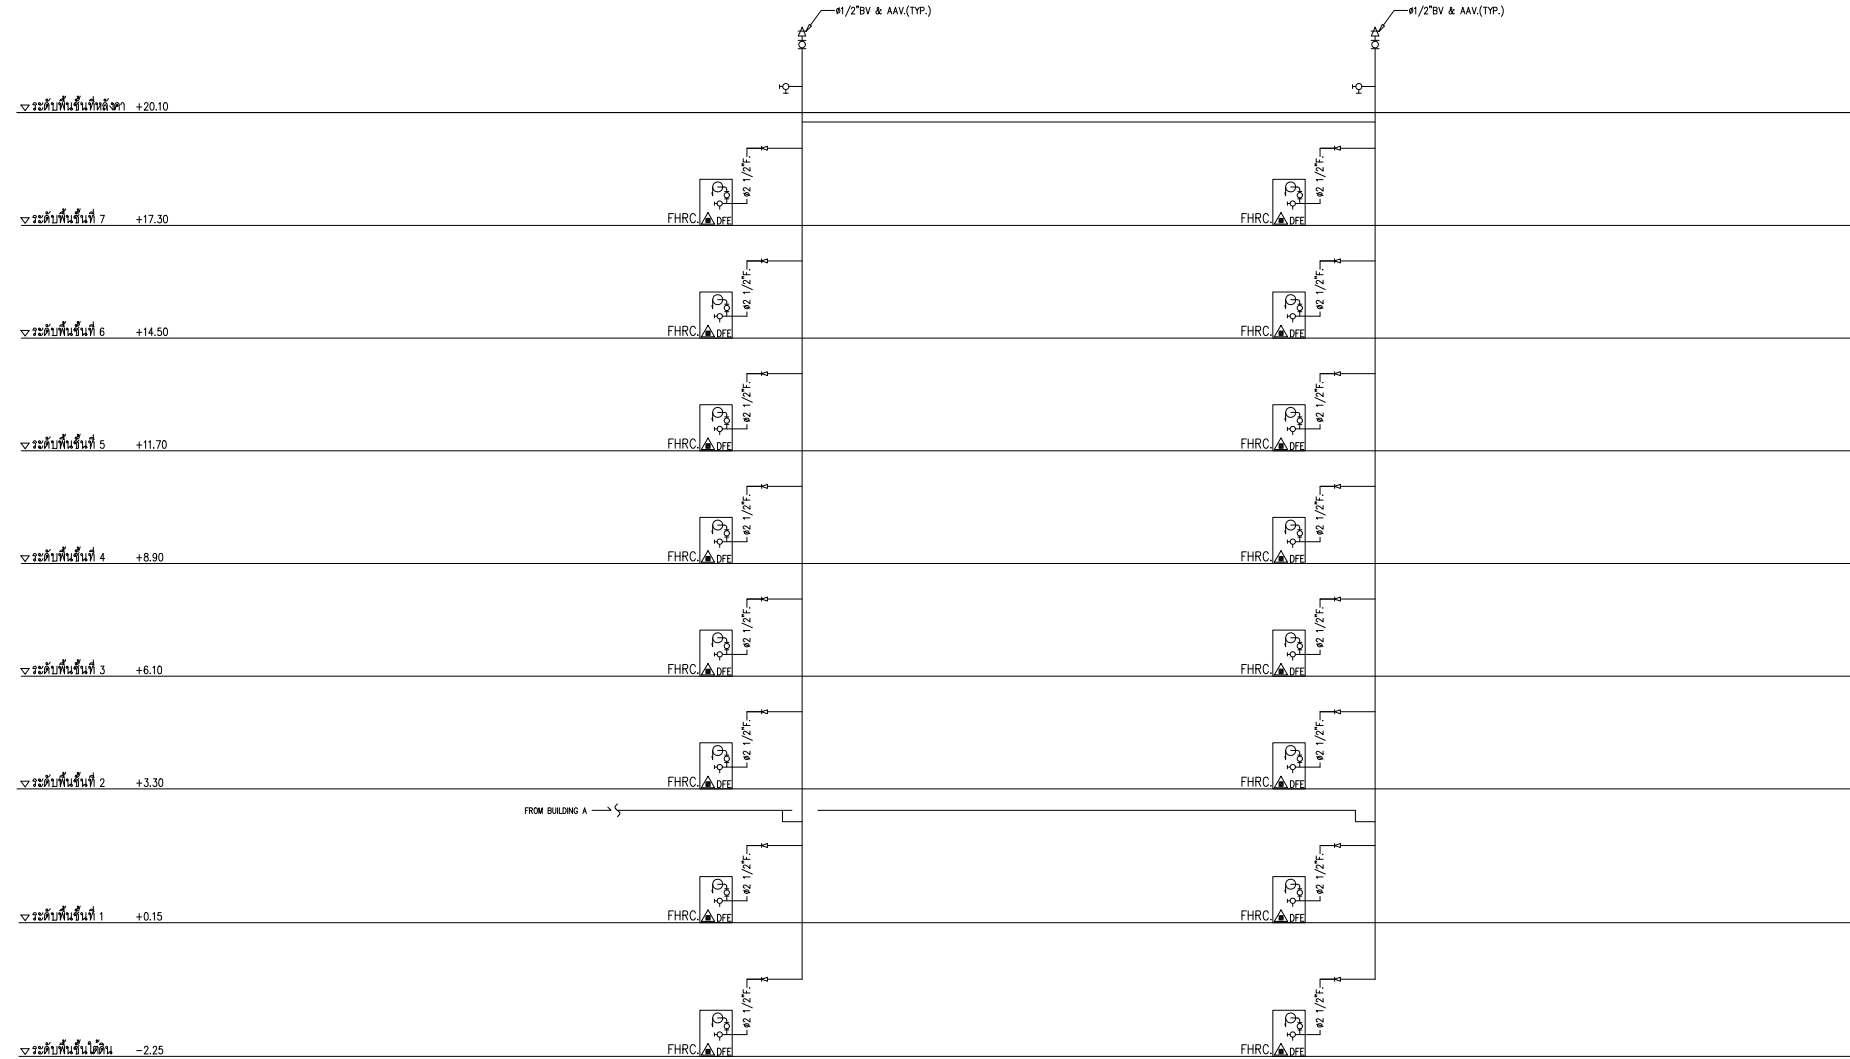 ø1/2"BV & AAV.(TYP.) ø1/2"BV & AAV.(TYP.)
ระดับพื้นชั้นที่หลังคา +20.10
ø2 1/2"F. ø2 1/2"F.
ระดับพื้นชั้นที่ 7 +17.30 FHRC. DFE FHRC. DFE
ø2 1/2"F. ø2 1/2"F.
ระดับพื้นชั้นที่ 6 +14.50 FHRC. DFE FHRC. DFE
ø2 1/2"F. ø2 1/2"F.
ระดับพื้นชั้นที่ 5 +11.70 FHRC. DFE FHRC. DFE
ø2 1/2"F. ø2 1/2"F.
ระดับพื้นชั้นที่ 4 +8.90 FHRC. DFE FHRC. DFE
ø2 1/2"F. ø2 1/2"F.
ระดับพื้นชั้นที่ 3 +6.10 FHRC. DFE FHRC. DFE
ø2 1/2"F. ø2 1/2"F.
ระดับพื้นชั้นที่ 2 +3.30 FHRC. DFE FHRC. DFE
FROM BUILDING A
ø2 1/2"F. ø2 1/2"F.
ระดับพื้นชั้นที่ 1 +0.15 FHRC. DFE FHRC. DFE
ø2 1/2"F. ø2 1/2"F.
ระดับพื้นชั้นใต้ดิน -2.25 FHRC. DFE FHRC. DFE